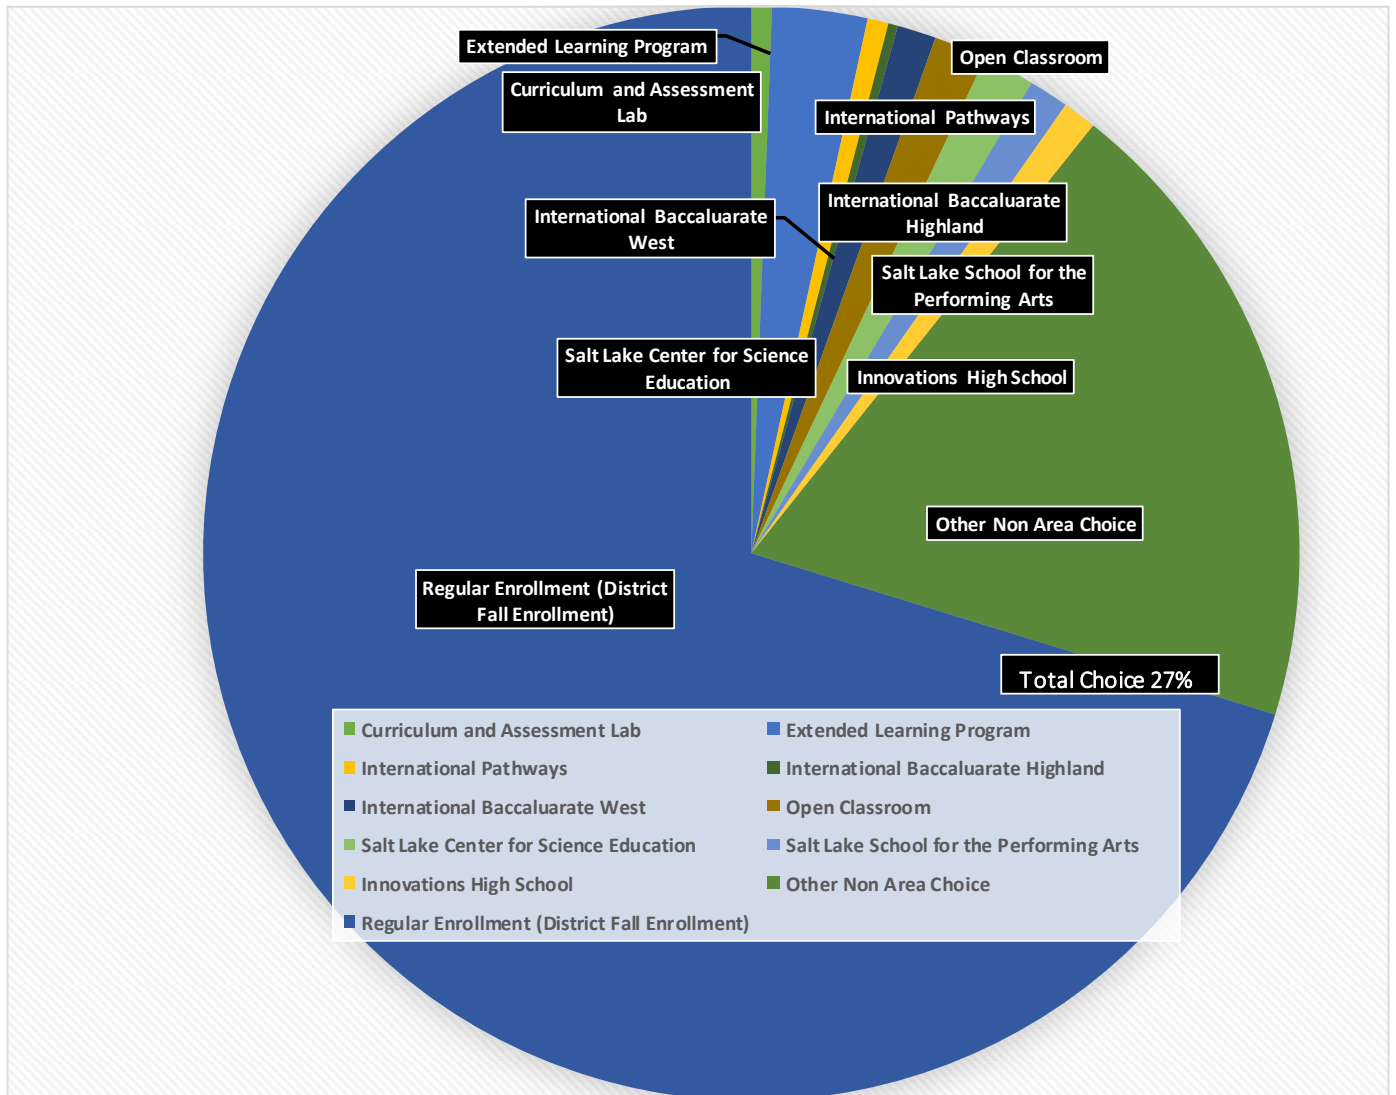 Extended Learning Program
Open Classroom
Curriculum and Assessment
Lab
International Pathways
International Baccaluarate
West
International Baccaluarate
Highland
Salt Lake School for the
Performing Arts
Salt Lake Center for Science
Education
Innovations High School
Other Non Area Choice
Regular Enrollment (District
Fall Enrollment)
Total Choice 27%
Curriculum and Assessment Lab
Extended Learning Program
International Pathways
International Baccaluarate Highland
International Baccaluarate West
Open Classroom
Salt Lake Center for Science Education
Salt Lake School for the Performing Arts
Innovations High School
Other Non Area Choice
Regular Enrollment (District Fall Enrollment)